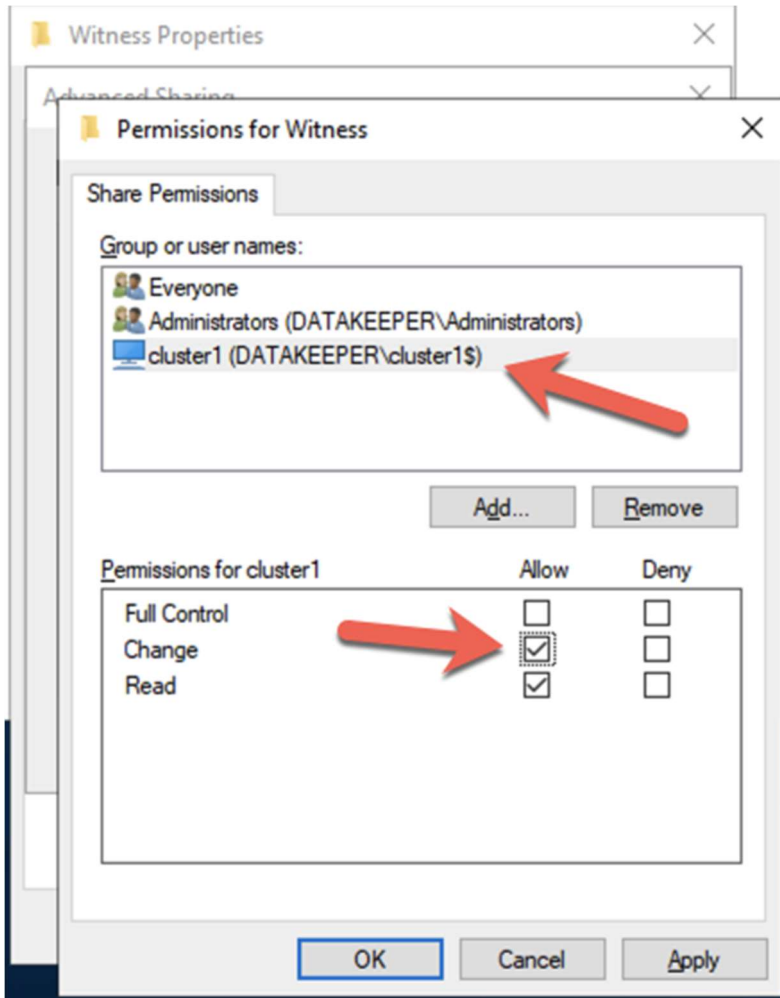 Witness Properties
Advanced Sharing
Permissions for Witness
Share Permissions
Group or user names:
Everyone
Administrators (DATAKEEPER\Administrators)
cluster1 (DATAKEEPER\cluster1$)
Add... Remove
Permissions for cluster1 Allow Deny
Full Control
Change
Read
OK Cancel Apply